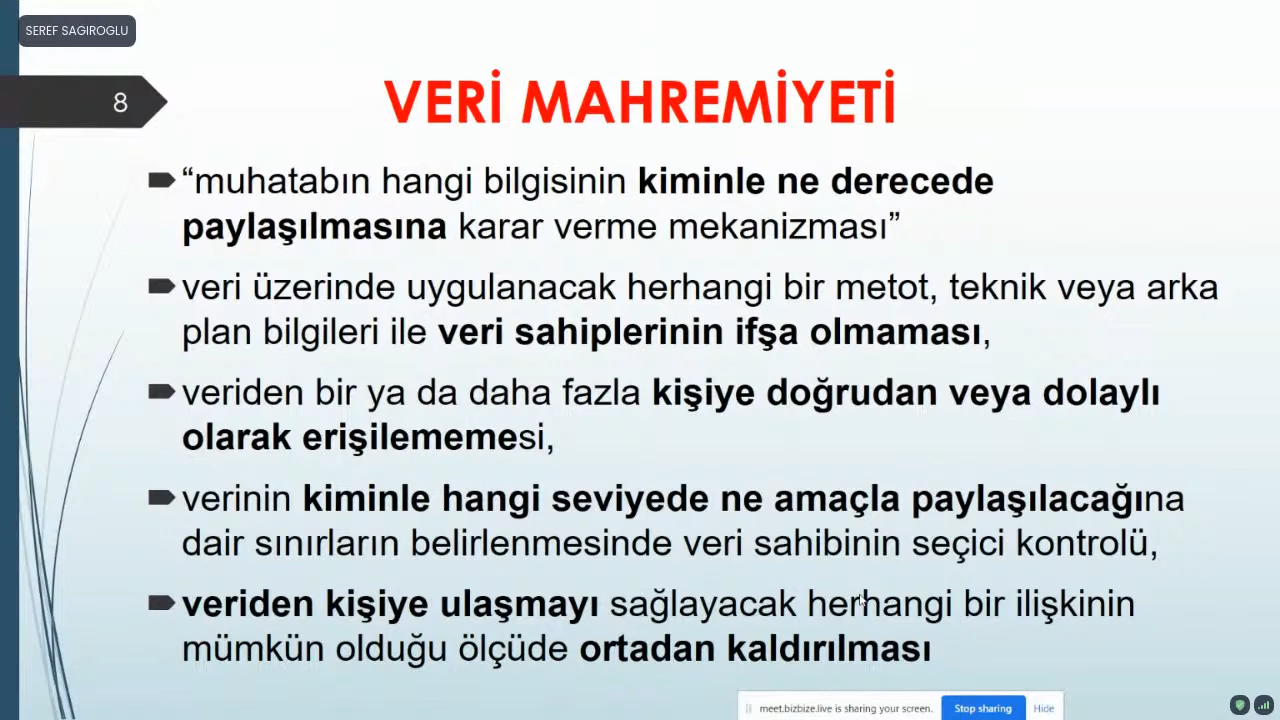 SEREF SAGIROGLU
8
VERİ MAHREMİYETİ
“muhatabın hangi bilgisinin kiminle ne derecede
paylaşılmasına karar verme mekanizması”
veri üzerinde uygulanacak herhangi bir metot, teknik veya arka
plan bilgileri ile veri sahiplerinin ifşa olmaması,
veriden bir ya da daha fazla kişiye doğrudan veya dolaylı
olarak erişilememesi,
verinin kiminle hangi seviyede ne amaçla paylaşılacağına
dair sınırların belirlenmesinde veri sahibinin seçici kontrolü,
veriden kişiye ulaşmayı sağlayacak herhangi bir ilişkinin
mümkün olduğu ölçüde ortadan kaldırılması
meet.bizbize.live is sharing your screen. Stop sharing Hide